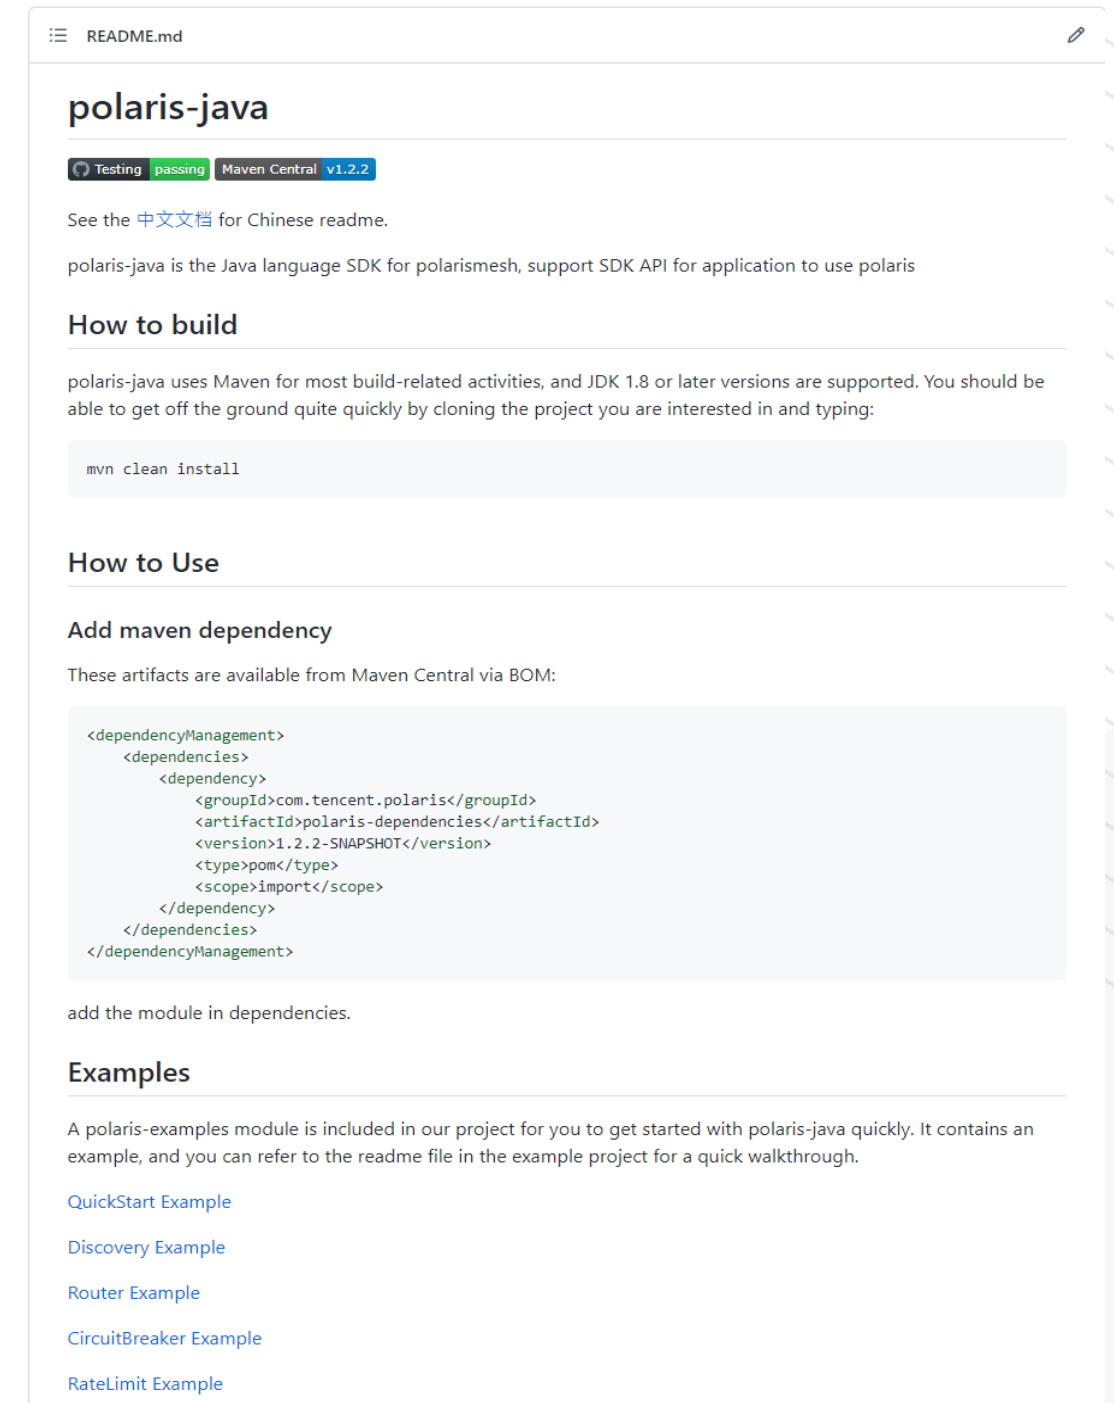 README.md
polaris-java
Testing passing Maven Central v1.2.2
See the 中文文档 for Chinese readme.
polaris-java is the Java language SDK for polarismesh, support SDK API for application to use polaris
How to build
polaris-java uses Maven for most build-related activities, and JDK 1.8 or later versions are supported. You should be
able to get off the ground quite quickly by cloning the project you are interested in and typing:
mvn clean install
How to Use
Add maven dependency
These artifacts are available from Maven Central via BOM:
<dependencyManagement>
    <dependencies>
        <dependency>
            <groupId>com.tencent.polaris</groupId>
            <artifactId>polaris-dependencies</artifactId>
            <version>1.2.2-SNAPSHOT</version>
            <type>pom</type>
            <scope>import</scope>
        </dependency>
    </dependencies>
</dependencyManagement>
add the module in dependencies.
Examples
A polaris-examples module is included in our project for you to get started with polaris-java quickly. It contains an
example, and you can refer to the readme file in the example project for a quick walkthrough.
QuickStart Example
Discovery Example
Router Example
CircuitBreaker Example
RateLimit Example